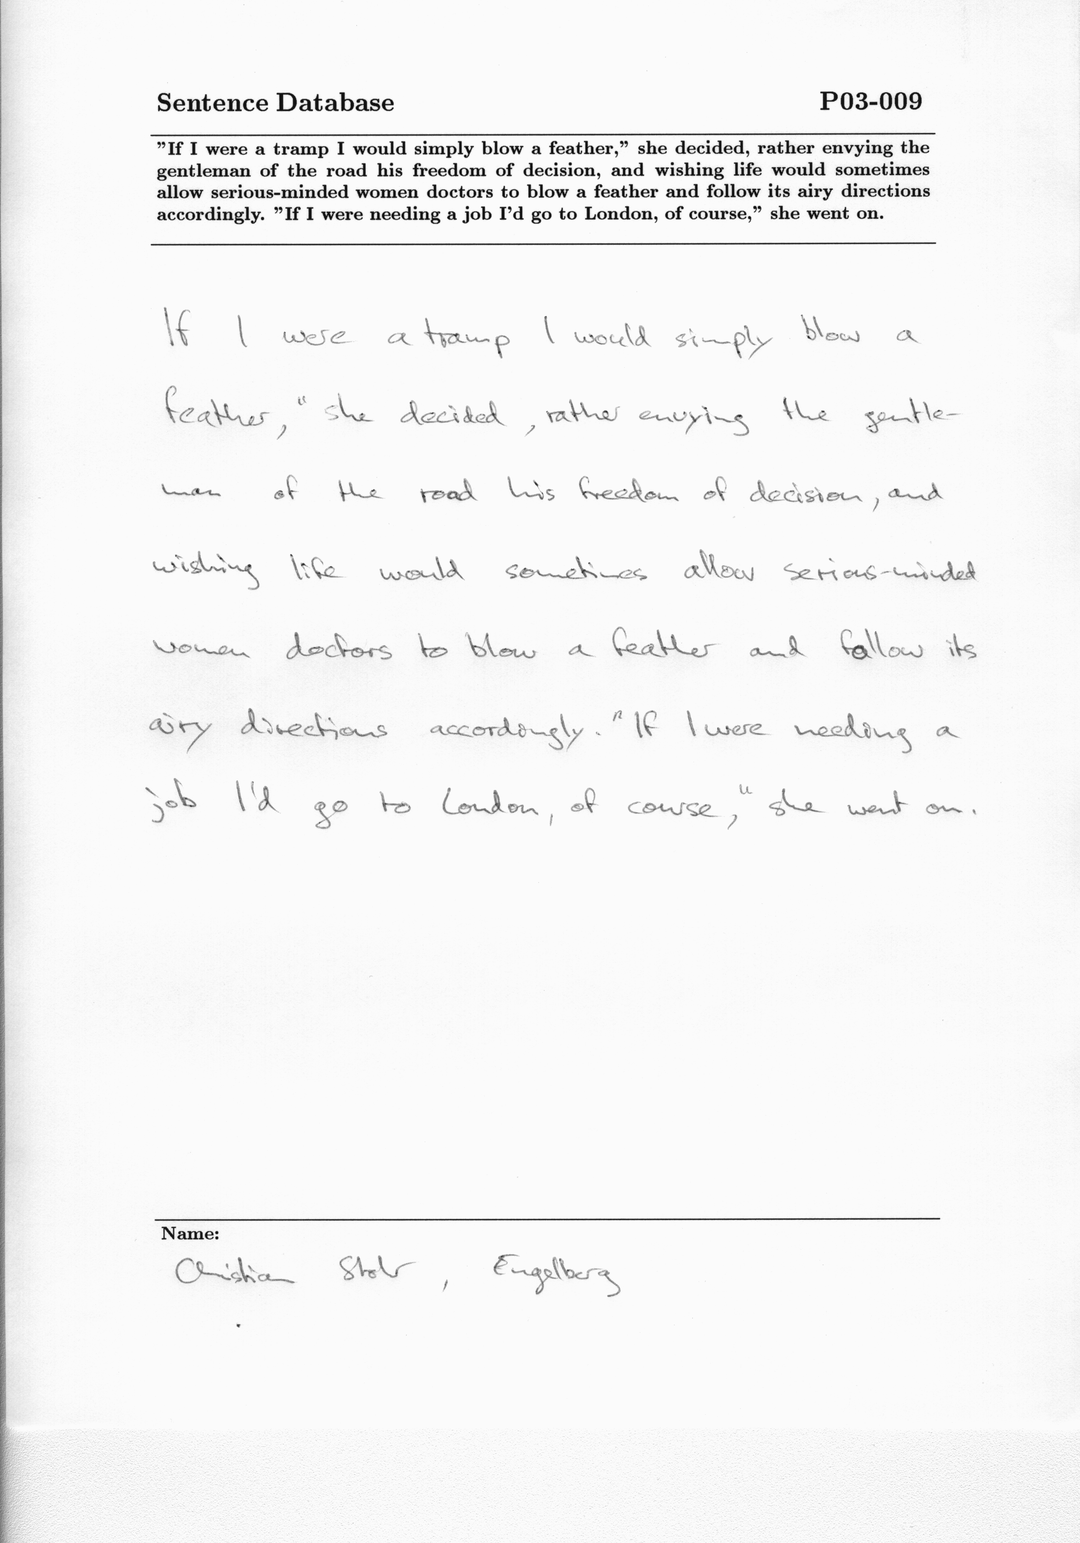 Sentence Database P03-009
"If I were a tramp I would simply blow a feather," she decided, rather envying the
gentleman of the road his freedom of decision, and wishing life would sometimes
allow serious-minded women doctors to blow a feather and follow its airy directions
accordingly. "If I were needing a job I'd go to London, of course," she went on.
If I were a tramp I would simply blow a
feather," she decided, rather envying the gentle-
man of the road his freedom of decision, and
wishing life would sometimes allow serious-minded
women doctors to blow a feather and follow its
airy directions accordingly. "If I were needing a
job I'd go to London, of course," she went on.
Name:
Christian , Engelberg